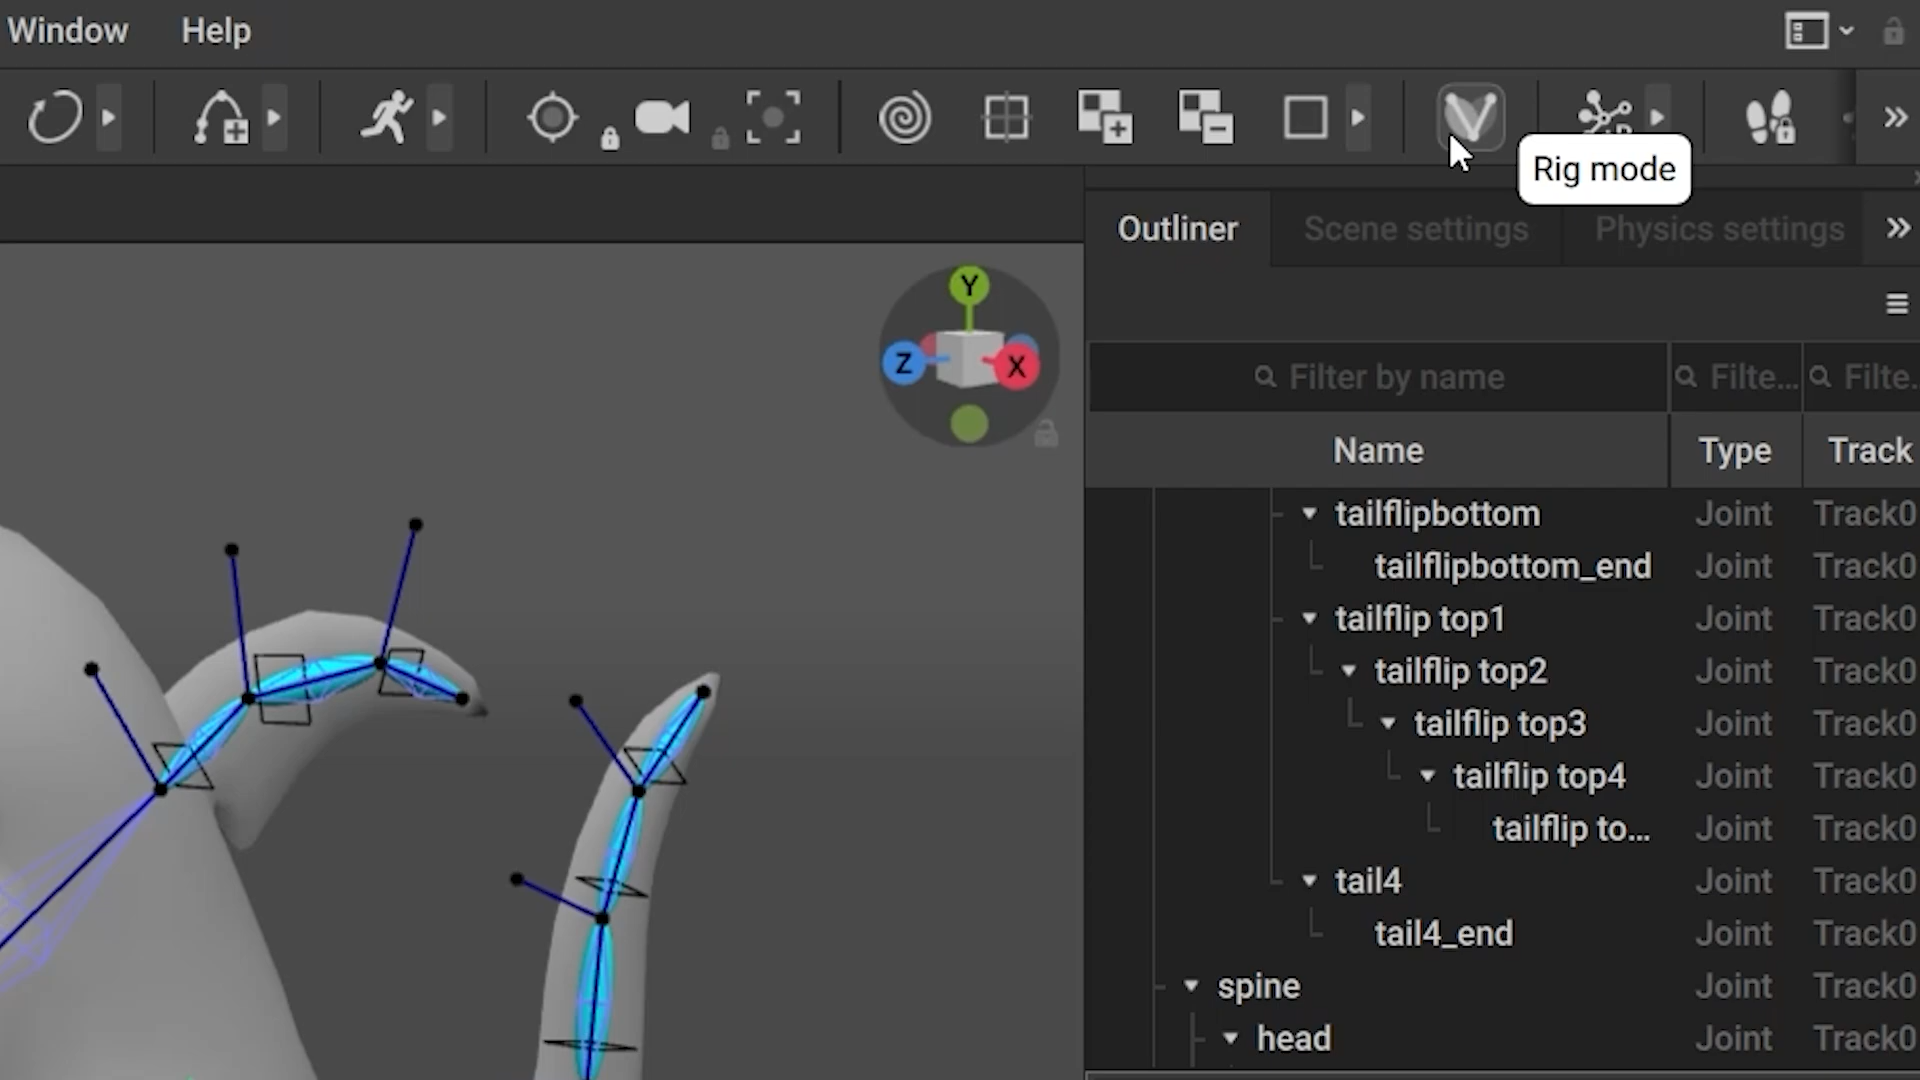 Window Help
Rig mode
Outliner Scene settings Physics settings
Y
Z X
Filter by name Filte... Filte.
Name Type Track
tailflipbottom Joint Track0
tailflipbottom_end Joint Track0
tailflip top1 Joint Track0
tailflip top2 Joint Track0
tailflip top3 Joint Track0
tailflip top4 Joint Track0
tailflip to... Joint Track0
tail4 Joint Track0
tail4_end Joint Track0
spine Joint Track0
head Joint Track0